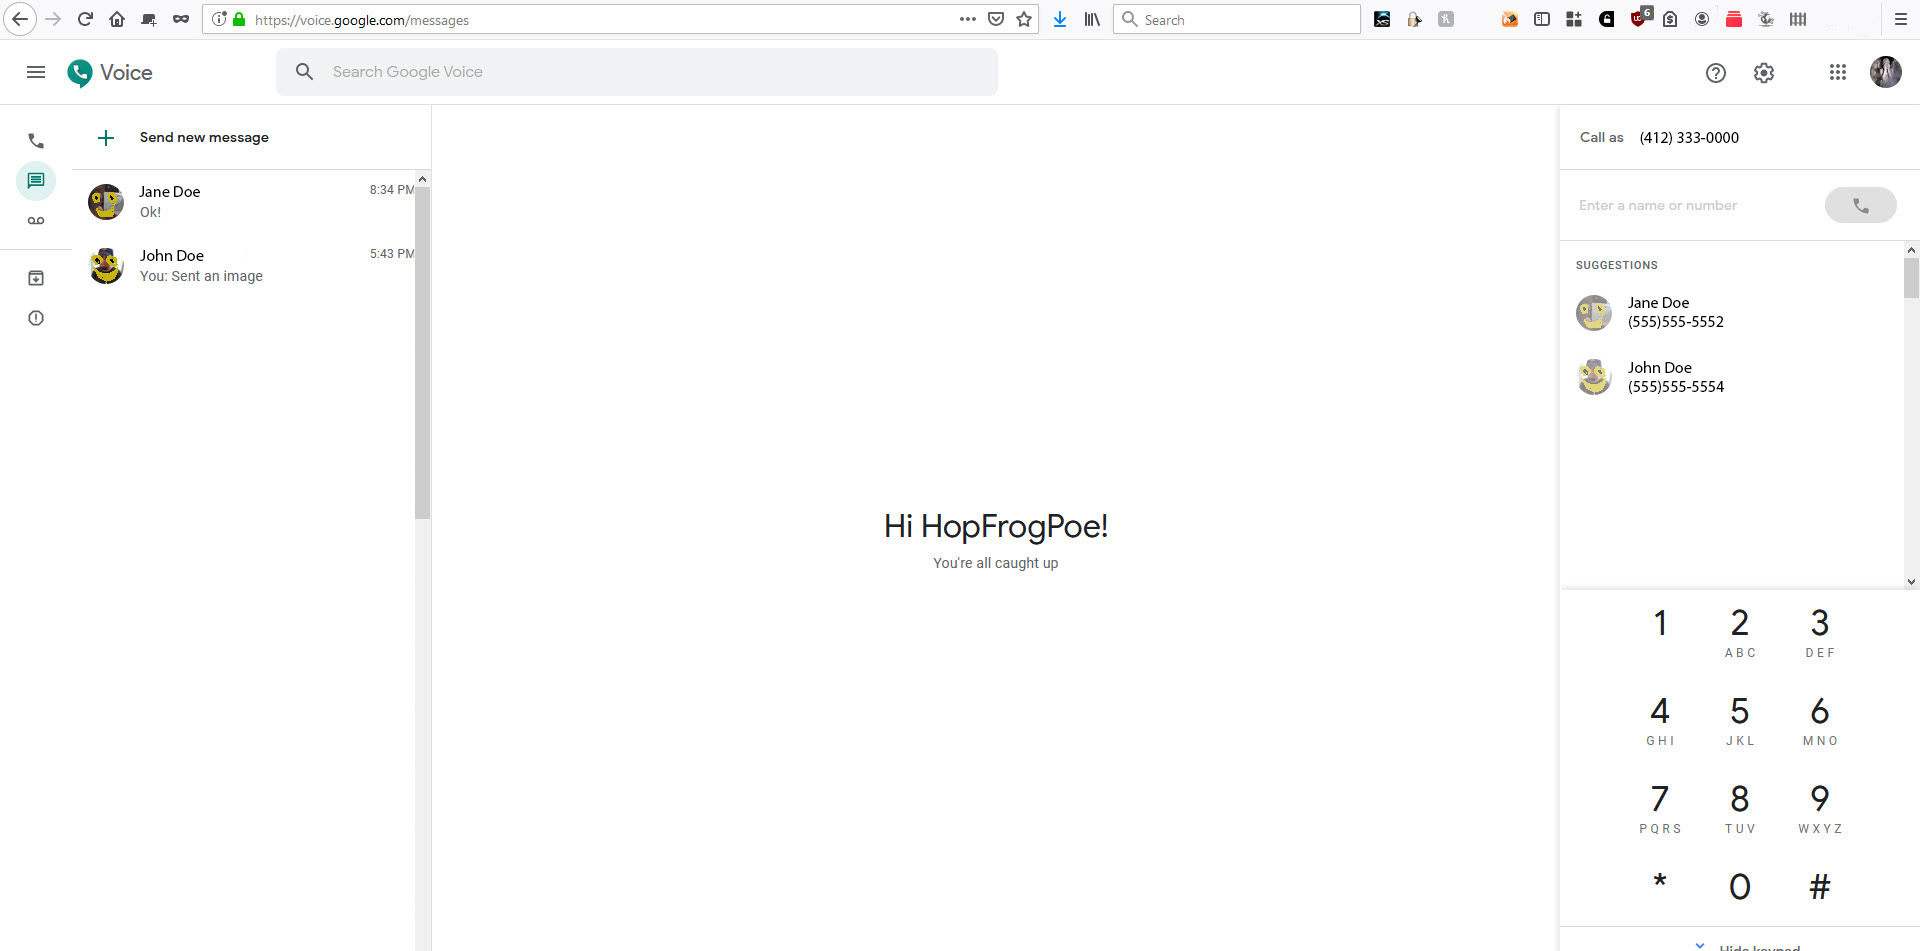 https://voice.google.com/messages
Search
6
Voice
Search Google Voice
Send new message
Jane Doe
8:34 PM
Ok!
John Doe
5:43 PM
You: Sent an image
Hi HopFrogPoe!
You're all caught up
Call as (412) 333-0000
Enter a name or number
SUGGESTIONS
Jane Doe
(555)555-5552
John Doe
(555)555-5554
1 2 3
ABC DEF
4 5 6
GHI JKL MNO
7 8 9
PQRS TUV WXYZ
* 0 #
Hide keypad